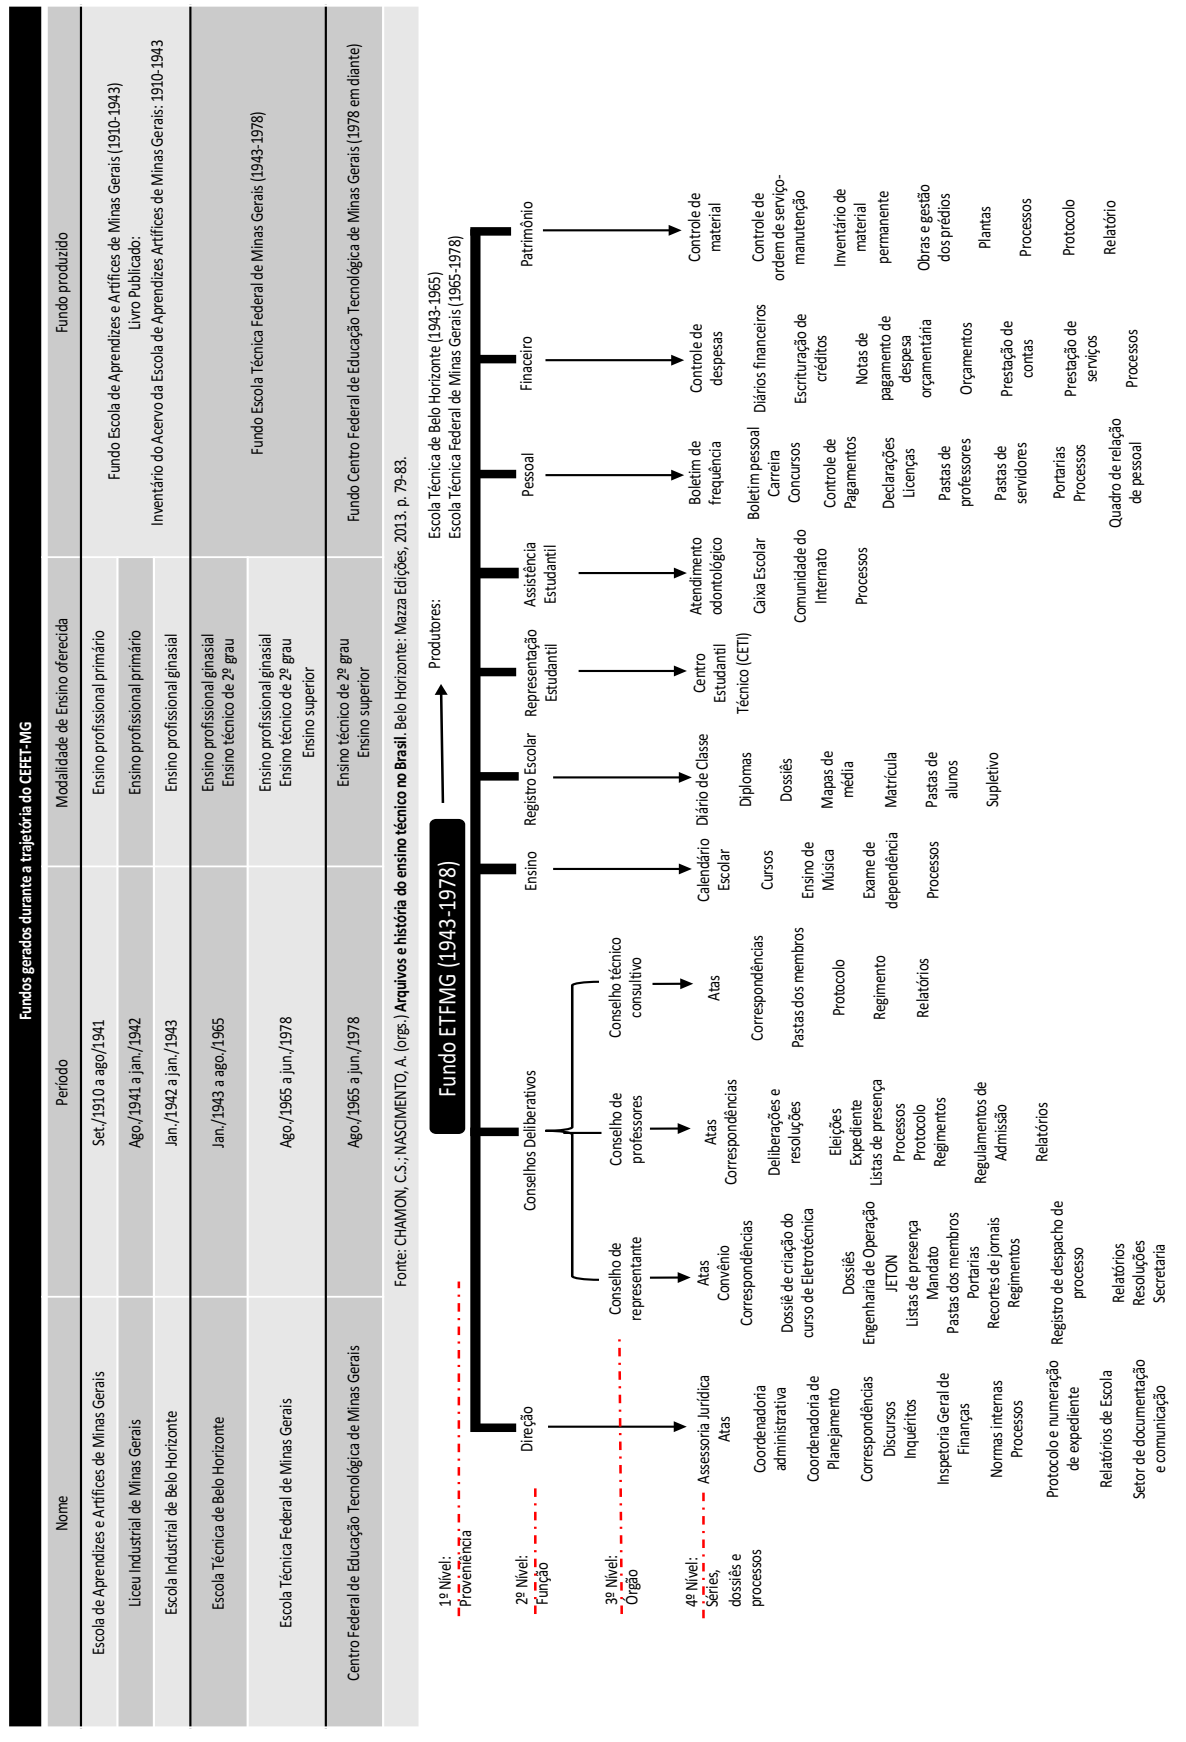 Fundos gerados durante a trajetória do CEFET-MG
Nome
Período
Modalidade de Ensino oferecida
Fundo produzido
Escola de Aprendizes e Artífices de Minas Gerais
Set./1910 a ago/1941
Ensino profissional primário
Fundo Escola de Aprendizes e Artífices de Minas Gerais (1910-1943)
Livro Publicado:
Inventário do Acervo da Escola de Aprendizes Artífices de Minas Gerais: 1910-1943
Liceu Industrial de Minas Gerais
Ago./1941 a jan./1942
Ensino profissional primário
Escola Industrial de Belo Horizonte
Jan./1942 a jan./1943
Ensino profissional ginasial
Escola Técnica de Belo Horizonte
Jan./1943 a ago./1965
Ensino profissional ginasial
Ensino técnico de 2º grau
Fundo Escola Técnica Federal de Minas Gerais (1943-1978)
Escola Técnica Federal de Minas Gerais
Ago./1965 a jun./1978
Ensino profissional ginasial
Ensino técnico de 2º grau
Ensino superior
Centro Federal de Educação Tecnológica de Minas Gerais
Ago./1965 a jun./1978
Ensino técnico de 2º grau
Ensino superior
Fundo Centro Federal de Educação Tecnológica de Minas Gerais (1978 em diante)
Fonte: CHAMON, C.S.; NASCIMENTO, A. (orgs.) Arquivos e história do ensino técnico no Brasil. Belo Horizonte: Mazza Edições, 2013. p. 79-83.
Fundo ETFMG (1943-1978)
Produtores:
Escola Técnica de Belo Horizonte (1943-1965)
Escola Técnica Federal de Minas Gerais (1965-1978)
1º Nível:
Proveniência
2º Nível:
Função
3º Nível:
Orgão
4º Nível:
Séries,
dossiês e
processos
Direção
Assessoria Jurídica
Atas
Coordenadoria
administrativa
Coordenadoria de
Planejamento
Correspondências
Discursos
Inquéritos
Inspetoria Geral de
Finanças
Normas internas
Processos
Protocolo e numeração
de expediente
Relatórios de Escola
Setor de documentação
e comunicação
Conselhos Deliberativos
Conselho de
representante
Atas
Convênio
Correspondências
Dossiê de criação do
curso de Eletrotécnica
Dossiês
Engenharia de Operação
JETON
Listas de presença
Mandato
Pastas dos membros
Portarias
Recortes de jornais
Regimentos
Registro de despacho de
processo
Relatórios
Resoluções
Secretaria
Conselho de
professores
Atas
Correspondências
Deliberações e
resoluções
Eleições
Expediente
Listas de presença
Processos
Protocolo
Regimentos
Regulamentos de
Admissão
Relatórios
Conselho técnico
consultivo
Atas
Correspondências
Pastas dos membros
Protocolo
Regimento
Relatórios
Ensino
Calendário
Escolar
Cursos
Ensino de
Música
Exame de
dependência
Processos
Registro Escolar
Diário de Classe
Diplomas
Dossiês
Mapas de
média
Matrícula
Pastas de
alunos
Supletivo
Representação
Estudantil
Centro
Estudantil
Técnico (CETI)
Assistência
Estudantil
Atendimento
odontológico
Caixa Escolar
Comunidade do
Internato
Processos
Pessoal
Boletim de
frequência
Boletim pessoal
Carreira
Concursos
Controle de
Pagamentos
Declarações
Licenças
Pastas de
professores
Pastas de
servidores
Portarias
Processos
Quadro de relação
de pessoal
Finaceiro
Controle de
despesas
Diários financeiros
Escrituração de
créditos
Notas de
pagamento de
despesa
orçamentária
Orçamentos
Prestação de
contas
Prestação de
serviços
Processos
Patrimônio
Controle de
material
Controle de
ordem de serviço-
manutenção
Inventário de
material
permanente
Obras e gestão
dos prédios
Plantas
Processos
Protocolo
Relatório